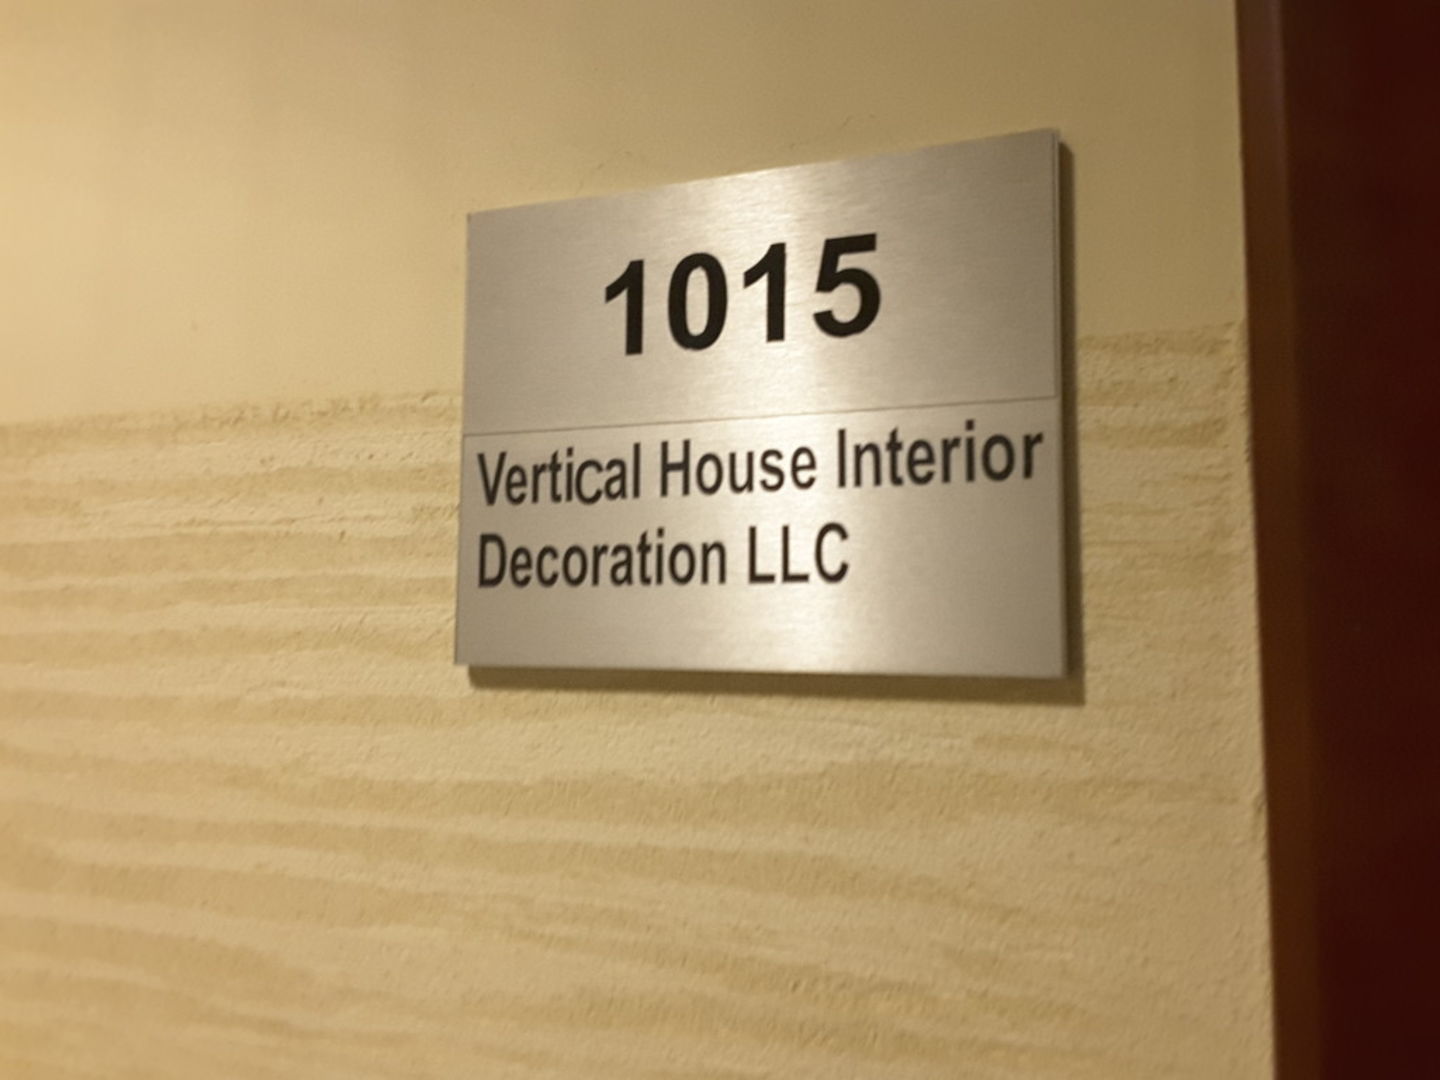 1015
Vertical House Interior
Decoration LLC